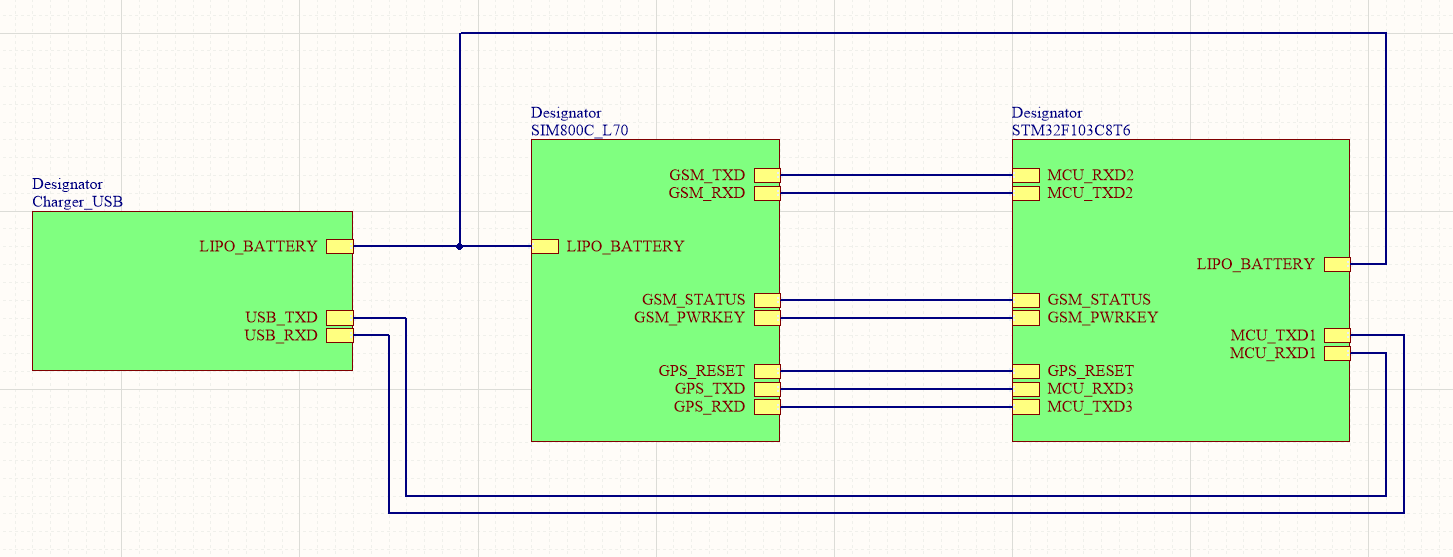 Designator
SIM800C_L70
Designator
STM32F103C8T6
Designator
Charger_USB
GSM_TXD
GSM_RXD
MCU_RXD2
MCU_TXD2
LIPO_BATTERY
LIPO_BATTERY
LIPO_BATTERY
GSM_STATUS
GSM_PWRKEY
GSM_STATUS
GSM_PWRKEY
USB_TXD
USB_RXD
MCU_TXD1
MCU_RXD1
GPS_RESET
GPS_TXD
GPS_RXD
GPS_RESET
MCU_RXD3
MCU_TXD3